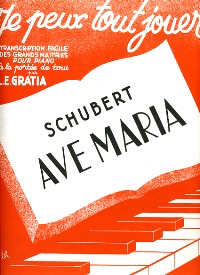 Je peux tout jouer
TRANSCRIPTION FACILE
DES GRANDS MAITRES
POUR PIANO
à la portée de tous
par
L.E. GRATIA
SCHUBERT
AVE MARIA